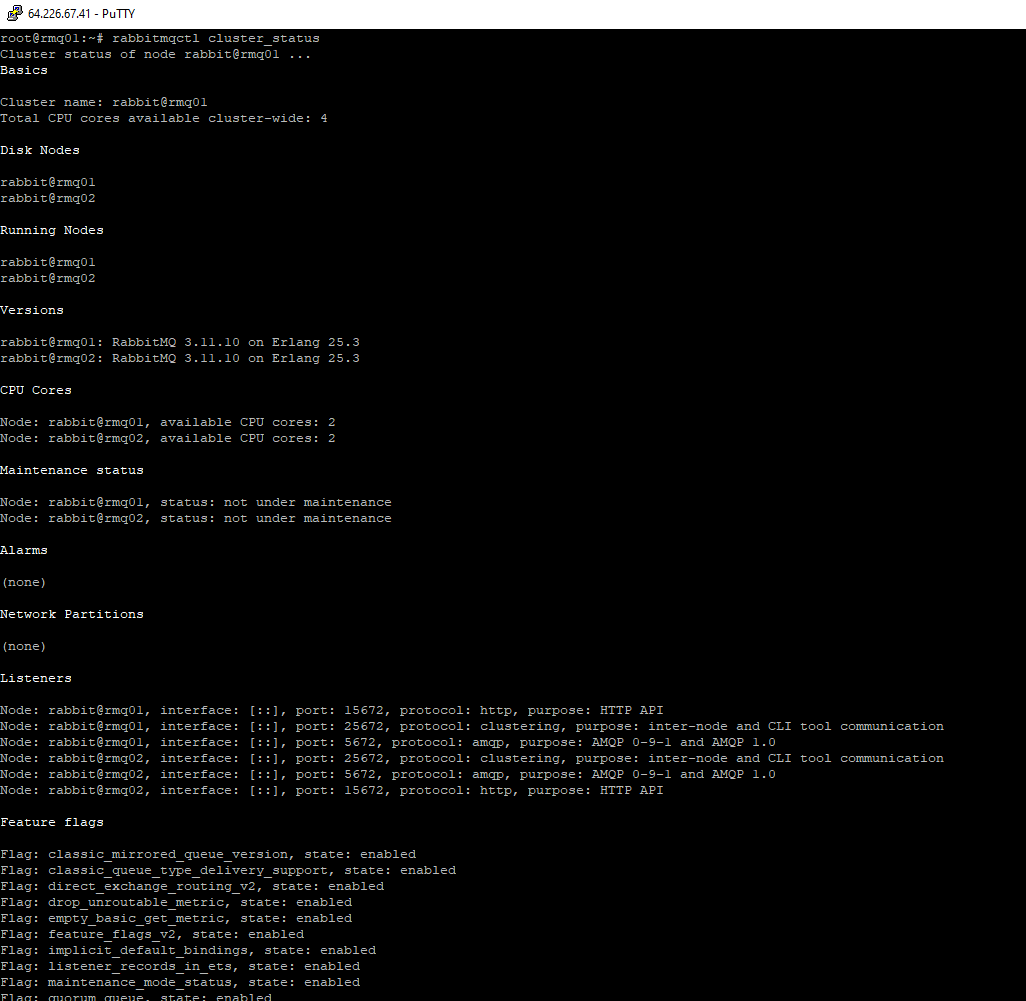 64.226.67.41 - PuTTY
root@rmq01:~# rabbitmqctl cluster_status
Cluster status of node rabbit@rmq01 ...
Basics
Cluster name: rabbit@rmq01
Total CPU cores available cluster-wide: 4
Disk Nodes
rabbit@rmq01
rabbit@rmq02
Running Nodes
rabbit@rmq01
rabbit@rmq02
Versions
rabbit@rmq01: RabbitMQ 3.11.10 on Erlang 25.3
rabbit@rmq02: RabbitMQ 3.11.10 on Erlang 25.3
CPU Cores
Node: rabbit@rmq01, available CPU cores: 2
Node: rabbit@rmq02, available CPU cores: 2
Maintenance status
Node: rabbit@rmq01, status: not under maintenance
Node: rabbit@rmq02, status: not under maintenance
Alarms
(none)
Network Partitions
(none)
Listeners
Node: rabbit@rmq01, interface: [::], port: 15672, protocol: http, purpose: HTTP API
Node: rabbit@rmq01, interface: [::], port: 25672, protocol: clustering, purpose: inter-node and CLI tool communication
Node: rabbit@rmq01, interface: [::], port: 5672, protocol: amqp, purpose: AMQP 0-9-1 and AMQP 1.0
Node: rabbit@rmq02, interface: [::], port: 25672, protocol: clustering, purpose: inter-node and CLI tool communication
Node: rabbit@rmq02, interface: [::], port: 5672, protocol: amqp, purpose: AMQP 0-9-1 and AMQP 1.0
Node: rabbit@rmq02, interface: [::], port: 15672, protocol: http, purpose: HTTP API
Feature flags
Flag: classic_mirrored_queue_version, state: enabled
Flag: classic_queue_type_delivery_support, state: enabled
Flag: direct_exchange_routing_v2, state: enabled
Flag: drop_unroutable_metric, state: enabled
Flag: empty_basic_get_metric, state: enabled
Flag: feature_flags_v2, state: enabled
Flag: implicit_default_bindings, state: enabled
Flag: listener_records_in_ets, state: enabled
Flag: maintenance_mode_status, state: enabled
Flag: quorum_queue, state: enabled